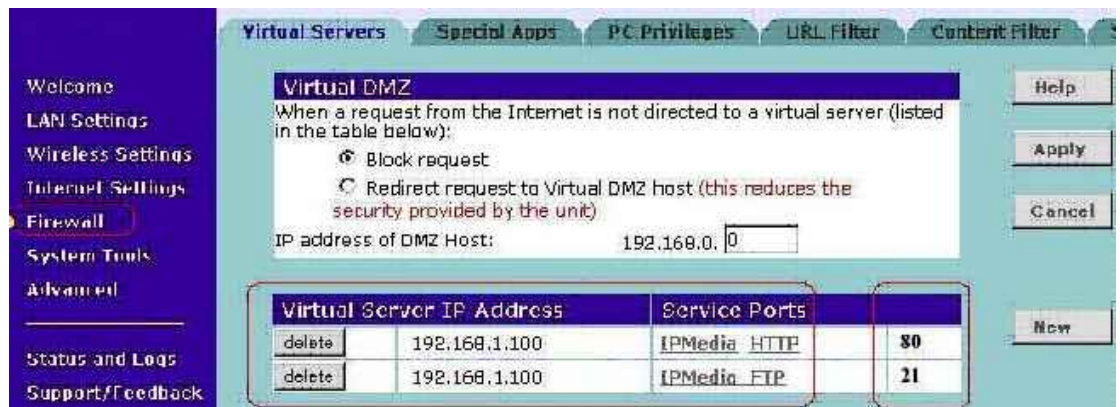 Virtual Servers Special Apps PC Privileges URL Filter Content Filter
Welcome
LAN Settings
Wireless Settings
Internet Settings
Firewall
System Tools
Advanced
Status and Logs
Support/Feedback
Virtual DMZ
When a request from the Internet is not directed to a virtual server (listed
in the table below):
Block request
Redirect request to Virtual DMZ host (this reduces the
security provided by the unit)
IP address of DMZ Host: 192.168.0. 0
Virtual Server IP Address Service Ports
delete 192.168.1.100 IPMedia HTTP 80
delete 192.168.1.100 IPMedia FTP 21
Help
Apply
Cancel
New